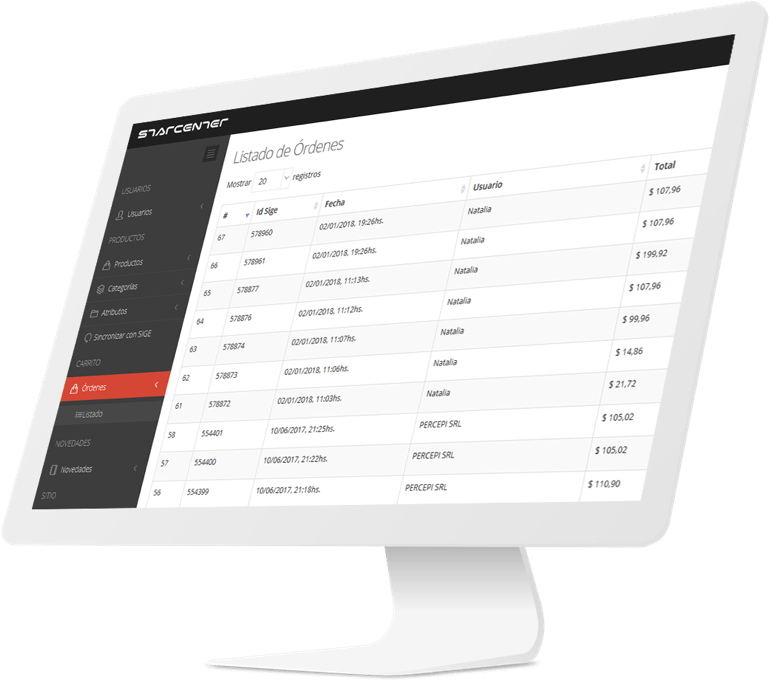 STARCENTER
Listado de Órdenes
Mostrar 20 registros
# Id Sige Fecha Usuario Total
67 578960 02/01/2018, 19:26hs. Natalia $ 107,96
66 578961 02/01/2018, 19:26hs. Natalia $ 107,96
65 578877 02/01/2018, 11:13hs. Natalia $ 199,92
64 578876 02/01/2018, 11:12hs. Natalia $ 107,96
63 578874 02/01/2018, 11:07hs. Natalia $ 99,96
62 578873 02/01/2018, 11:06hs. Natalia $ 14,86
61 578872 02/01/2018, 11:03hs. Natalia $ 21,72
58 554401 10/06/2017, 21:25hs. PERCEPI SRL $ 105,02
57 554400 10/06/2017, 21:22hs. PERCEPI SRL $ 105,02
56 554399 10/06/2017, 21:18hs. PERCEPI SRL $ 110,90
USUARIOS
Usuarios
PRODUCTOS
Productos
Categorías
Atributos
Sincronizar con SIGE
CARRITO
Órdenes
Listado
NOVEDADES
Novedades
SITIO